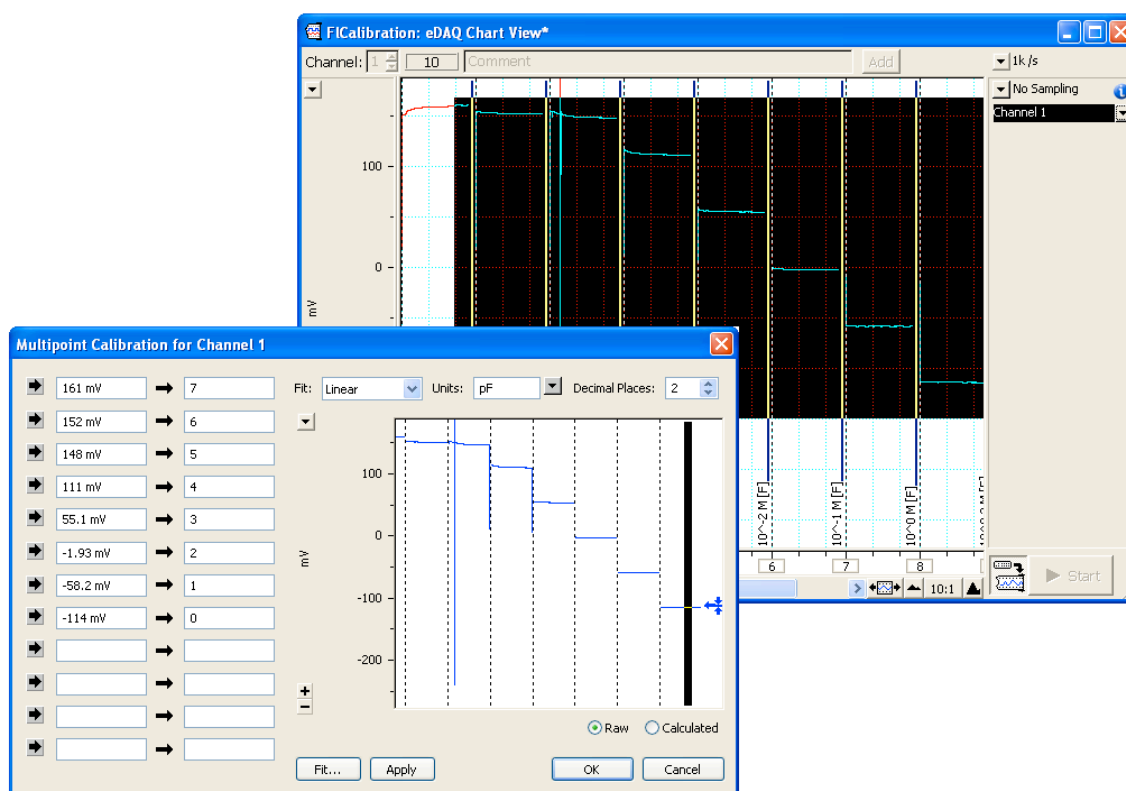 FlCalibration: eDAQ Chart View*
Channel: 1 10 Comment Add 1k /s
No Sampling
Channel 1
100
0
mV
10^-2 M [F]
10^-1 M [F]
10^0 M [F]
6 7 8
10:1
Start
Multipoint Calibration for Channel 1
161 mV 7
152 mV 6
148 mV 5
111 mV 4
55.1 mV 3
-1.93 mV 2
-58.2 mV 1
-114 mV 0
Fit: Linear Units: pF Decimal Places: 2
100
0
-100
-200
mV
Raw Calculated
Fit... Apply OK Cancel